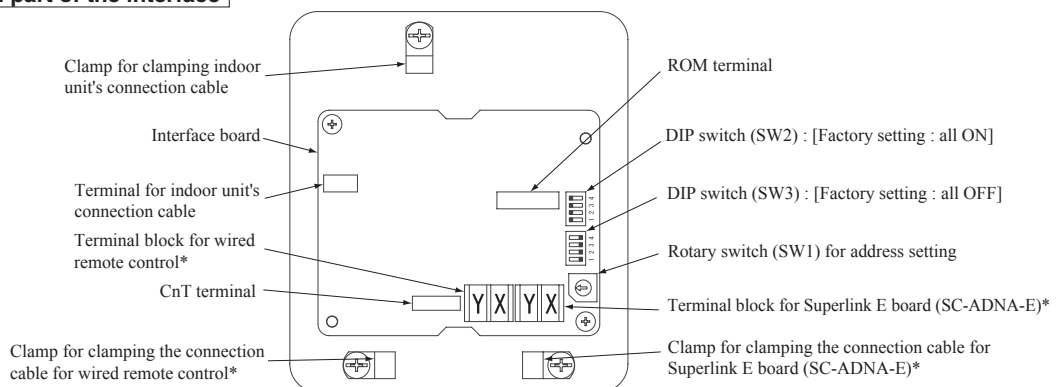 part of the interface
Clamp for clamping indoor
unit's connection cable
Interface board
Terminal for indoor unit's
connection cable
Terminal block for wired
remote control*
CnT terminal
Clamp for clamping the connection
cable for wired remote control*
ROM terminal
DIP switch (SW2) : [Factory setting : all ON]
DIP switch (SW3) : [Factory setting : all OFF]
Rotary switch (SW1) for address setting
Terminal block for Superlink E board (SC-ADNA-E)*
Clamp for clamping the connection cable for
Superlink E board (SC-ADNA-E)*
1 2 3 4
1 2 3 4
Y X Y X